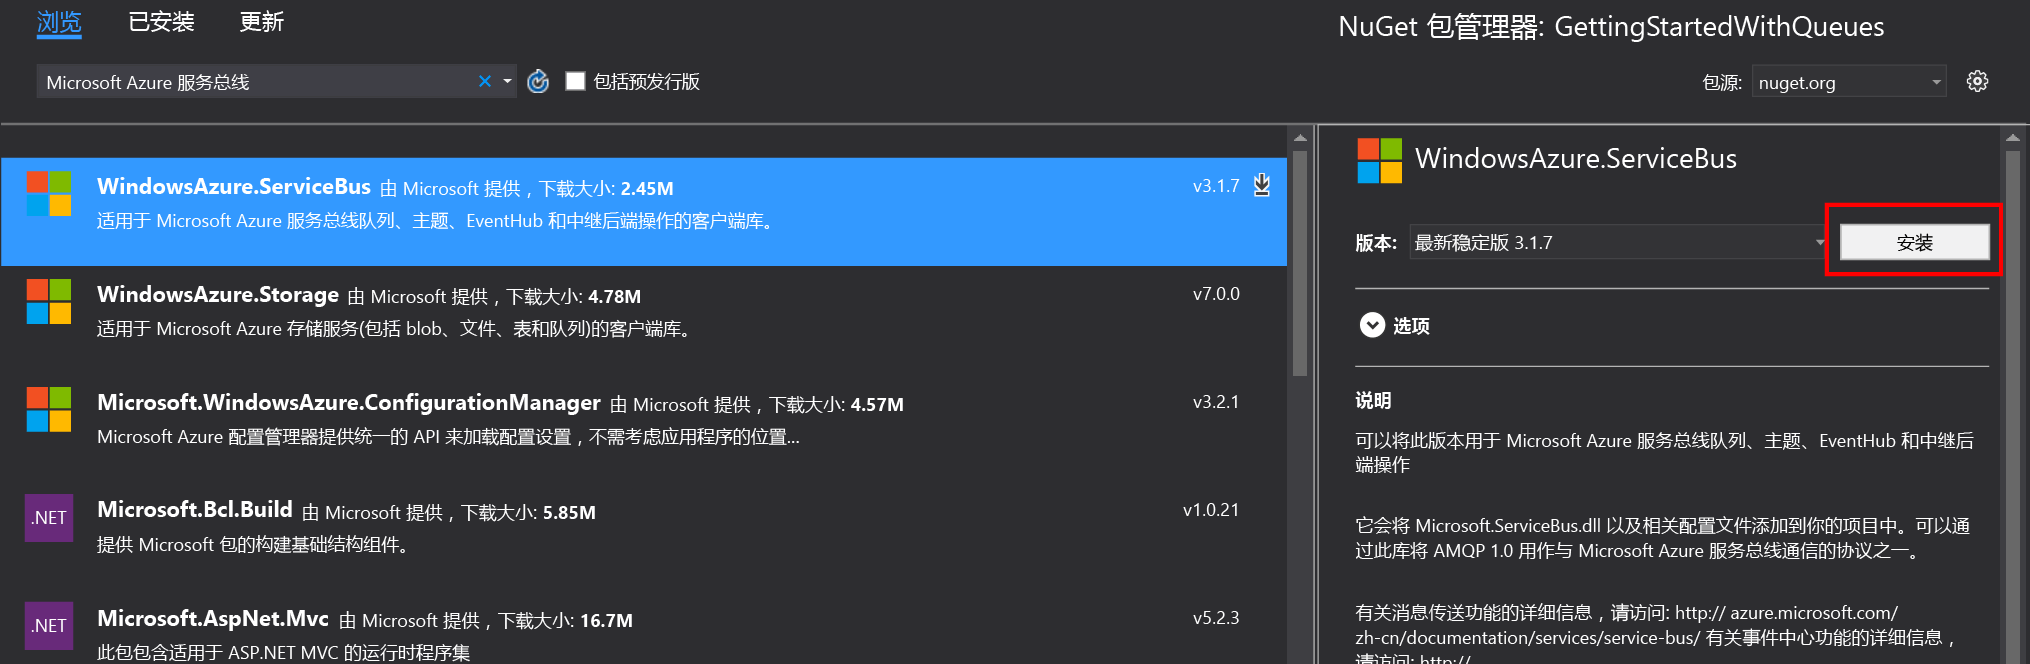 浏览 已安装 更新
NuGet 包管理器: GettingStartedWithQueues
Microsoft Azure 服务总线
包括预发行版
包源: nuget.org
WindowsAzure.ServiceBus 由 Microsoft 提供，下载大小: 2.45M
v3.1.7
适用于 Microsoft Azure 服务总线队列、主题、EventHub 和中继后端操作的客户端库。
WindowsAzure.Storage 由 Microsoft 提供，下载大小: 4.78M
v7.0.0
适用于 Microsoft Azure 存储服务(包括 blob、文件、表和队列)的客户端库。
Microsoft.WindowsAzure.ConfigurationManager 由 Microsoft 提供，下载大小: 4.57M
v3.2.1
Microsoft Azure 配置管理器提供统一的 API 来加载配置设置，不需考虑应用程序的位置...
.NET
Microsoft.Bcl.Build 由 Microsoft 提供，下载大小: 5.85M
v1.0.21
提供 Microsoft 包的构建基础结构组件。
.NET
Microsoft.AspNet.Mvc 由 Microsoft 提供，下载大小: 16.7M
v5.2.3
此包包含适用于 ASP.NET MVC 的运行时程序集
WindowsAzure.ServiceBus
版本: 最新稳定版 3.1.7
安装
选项
说明
可以将此版本用于 Microsoft Azure 服务总线队列、主题、EventHub 和中继后
端操作
它会将 Microsoft.ServiceBus.dll 以及相关配置文件添加到你的项目中。可以通
过此库将 AMQP 1.0 用作与 Microsoft Azure 服务总线通信的协议之一。
有关消息传送功能的详细信息，请访问: http:// azure.microsoft.com/
zh-cn/documentation/services/service-bus/ 有关事件中心功能的详细信息，
请访问: http://